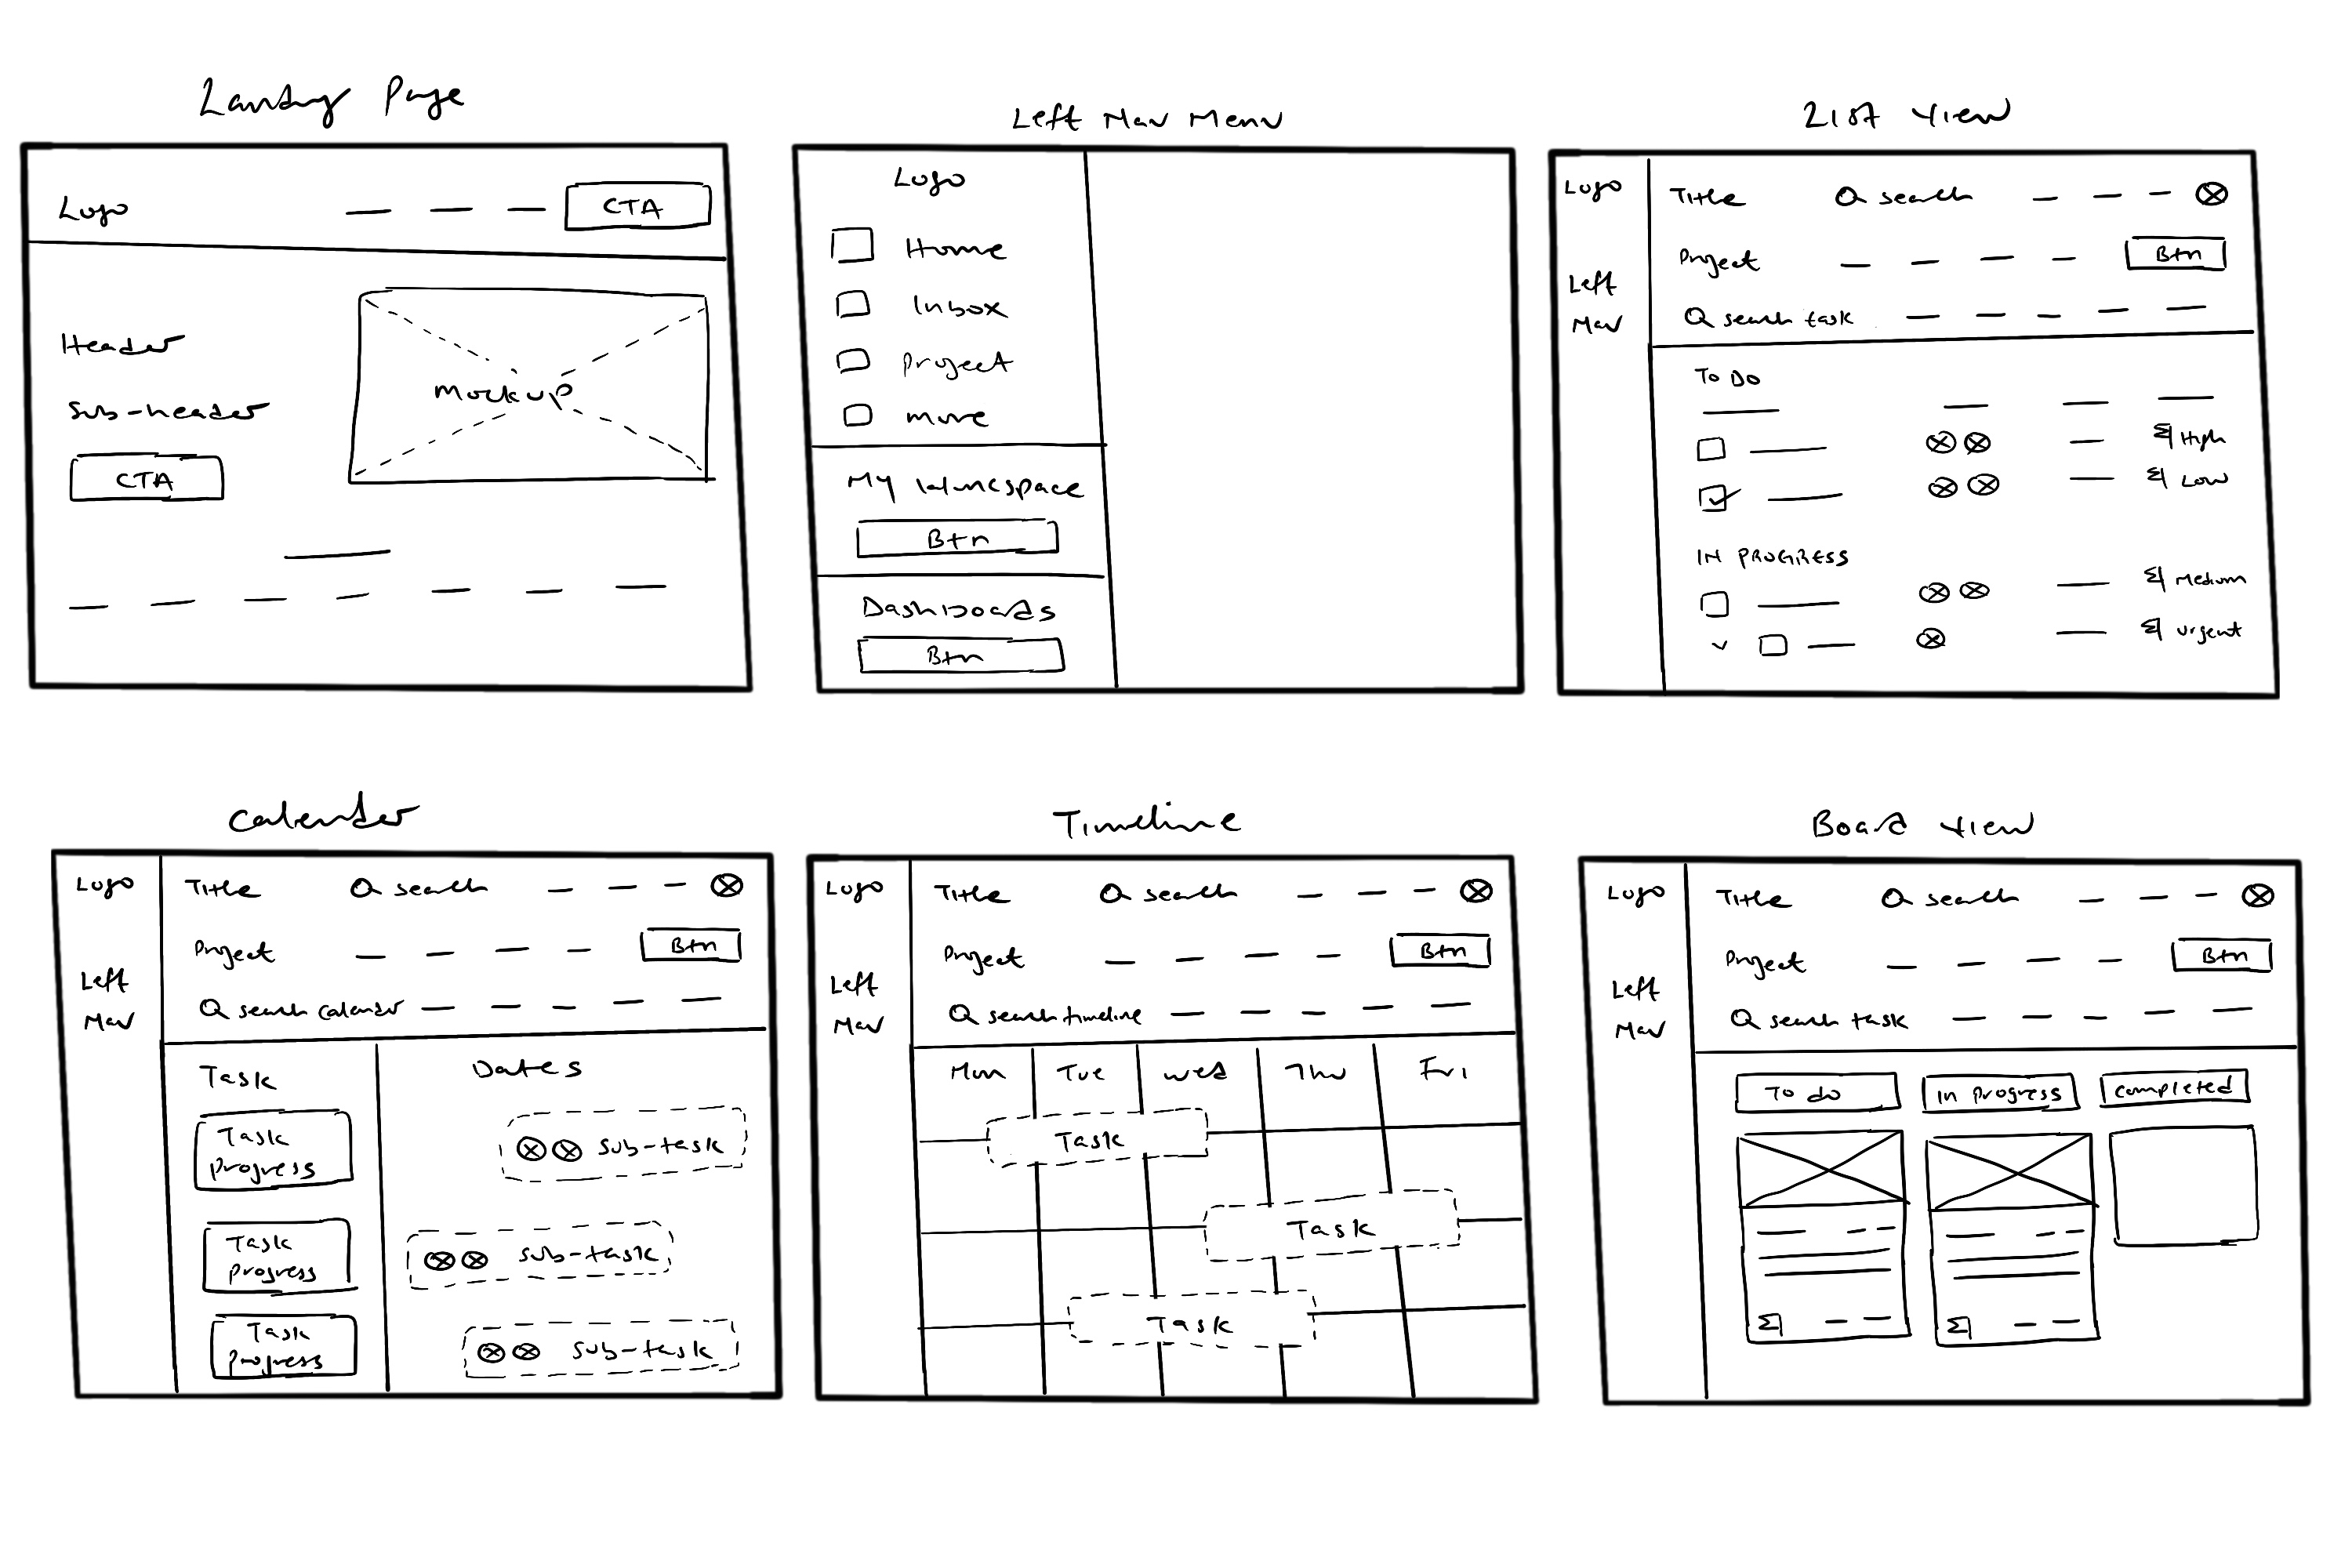 Landing Page
Logo
CTA
Header
Sub-header
CTA
Mockup
Left Nav Menu
Logo
Home
Inbox
Project
more
My
Btn
Dashboards
Btn
List View
Logo
Left
Nav
Title
Search
Project
Btn
Search task
TO DO
High
Low
IN PROGRESS
Medium
Urgent
Calender
Logo
Left
Nav
Title
Search
Project
Btn
Search Calender
Task
Task
Progress
Task
Progress
Task
Progress
Dates
Sub-task
Sub-task
Sub-task
Timeline
Logo
Left
Nav
Title
Search
Project
Btn
Search timeline
Mon
Tue
Wed
Thu
Fri
Task
Task
Task
Board View
Logo
Left
Nav
Title
Search
Project
Btn
Search task
To do
In Progress
Completed